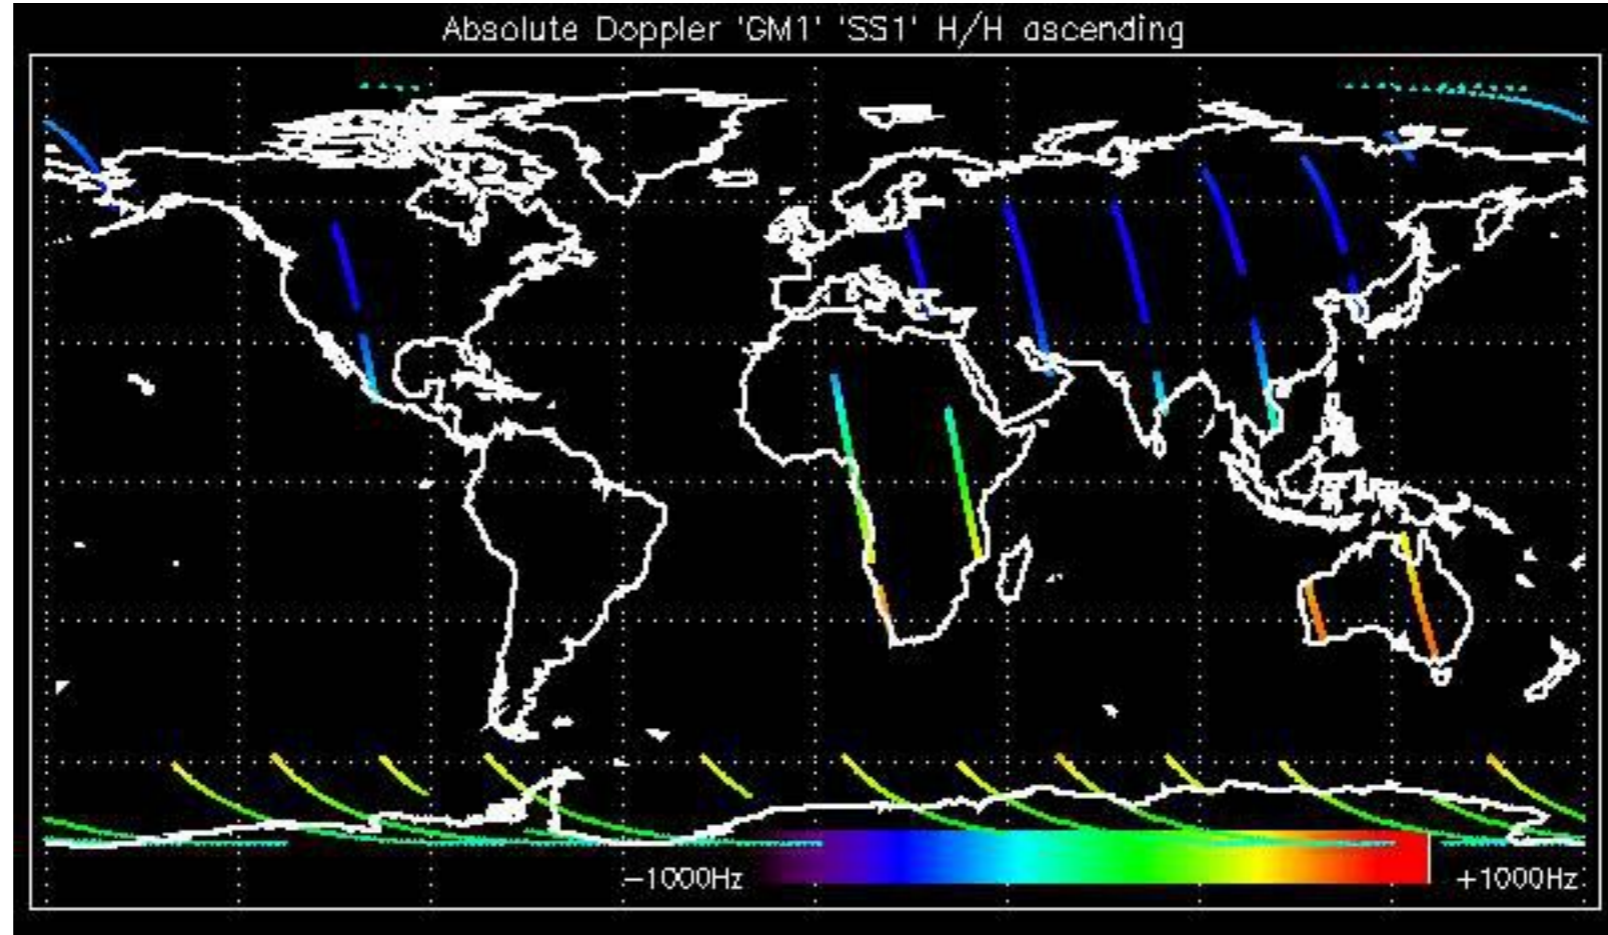 Absolute Doppler 'GM1' 'SS1' H/H ascending
−1000Hz +1000Hz